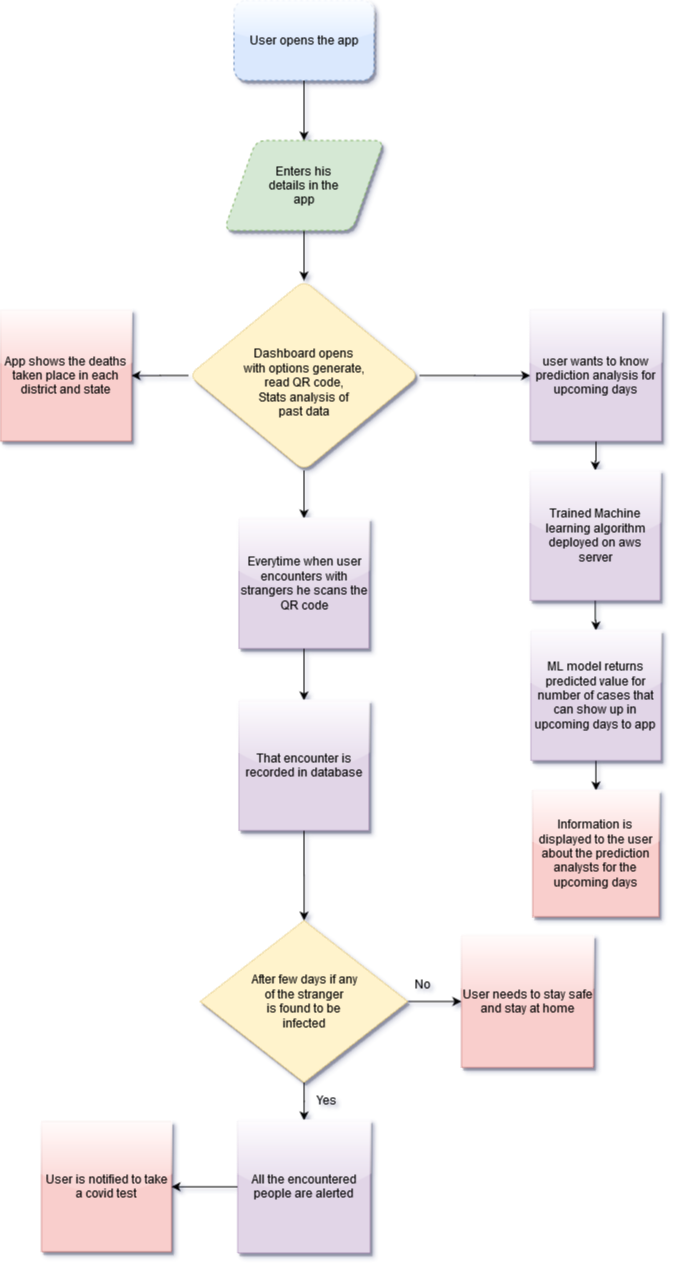 User opens the app
Enters his
details in the
app
Dashboard opens
with options generate,
read QR code,
Stats analysis of
past data
App shows the deaths
taken place in each
district and state
user wants to know
prediction analysis for
upcoming days
Trained Machine
learning algorithm
deployed on aws
server
ML model returns
predicted value for
number of cases that
can show up in
upcoming days to app
Information is
displayed to the user
about the prediction
analysts for the
upcoming days
Everytime when user
encounters with
strangers he scans the
QR code
That encounter is
recorded in database
After few days if any
of the stranger
is found to be
infected
No
User needs to stay safe
and stay at home
Yes
All the encountered
people are alerted
User is notified to take
a covid test